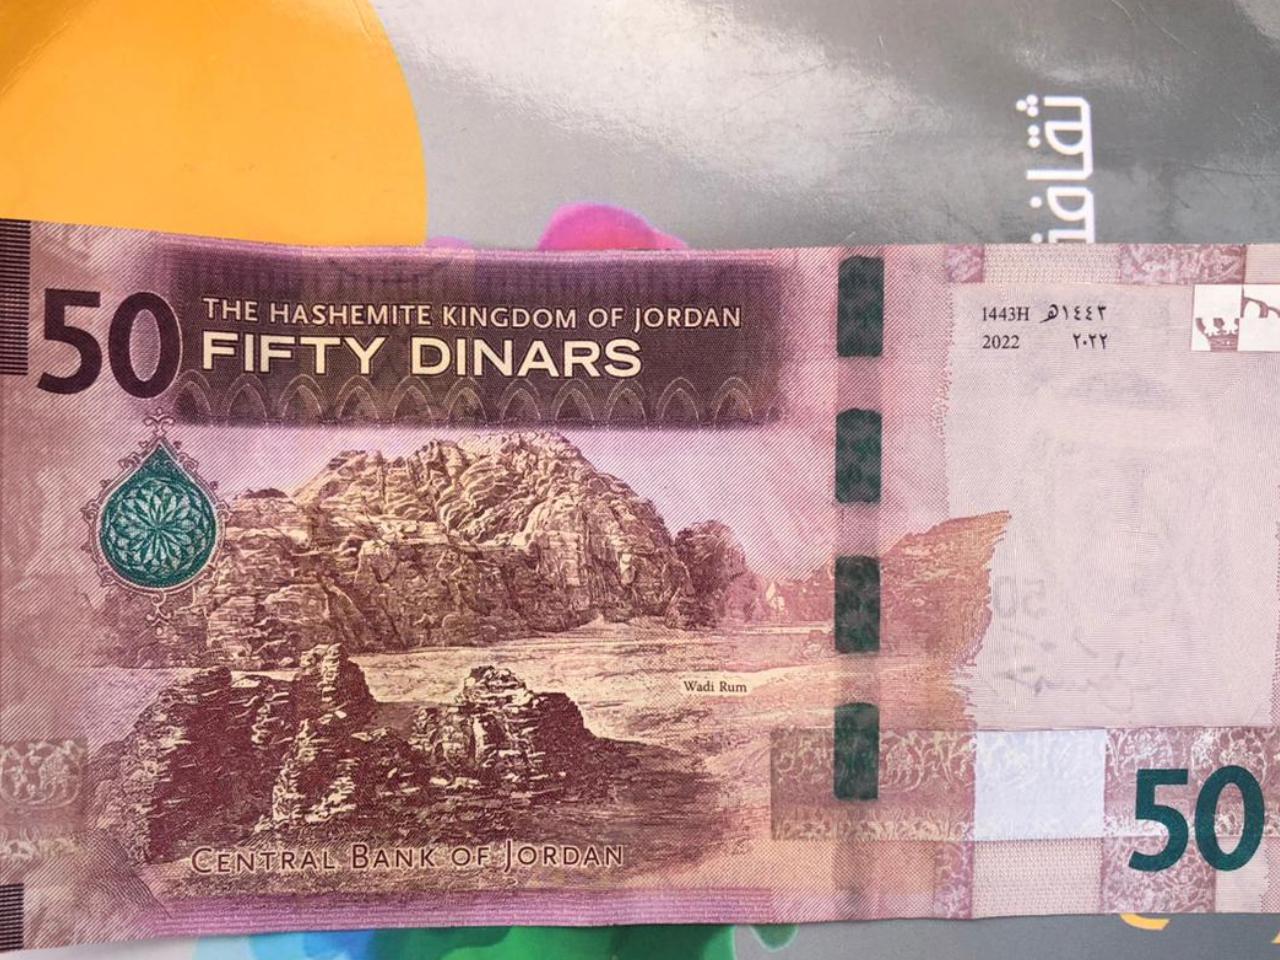 ثقافة
50
THE HASHEMITE KINGDOM OF JORDAN
FIFTY DINARS
1443H ١٤٤٣هـ
2022 ٢٠٢٢
Wadi Rum
50
CENTRAL BANK OF JORDAN